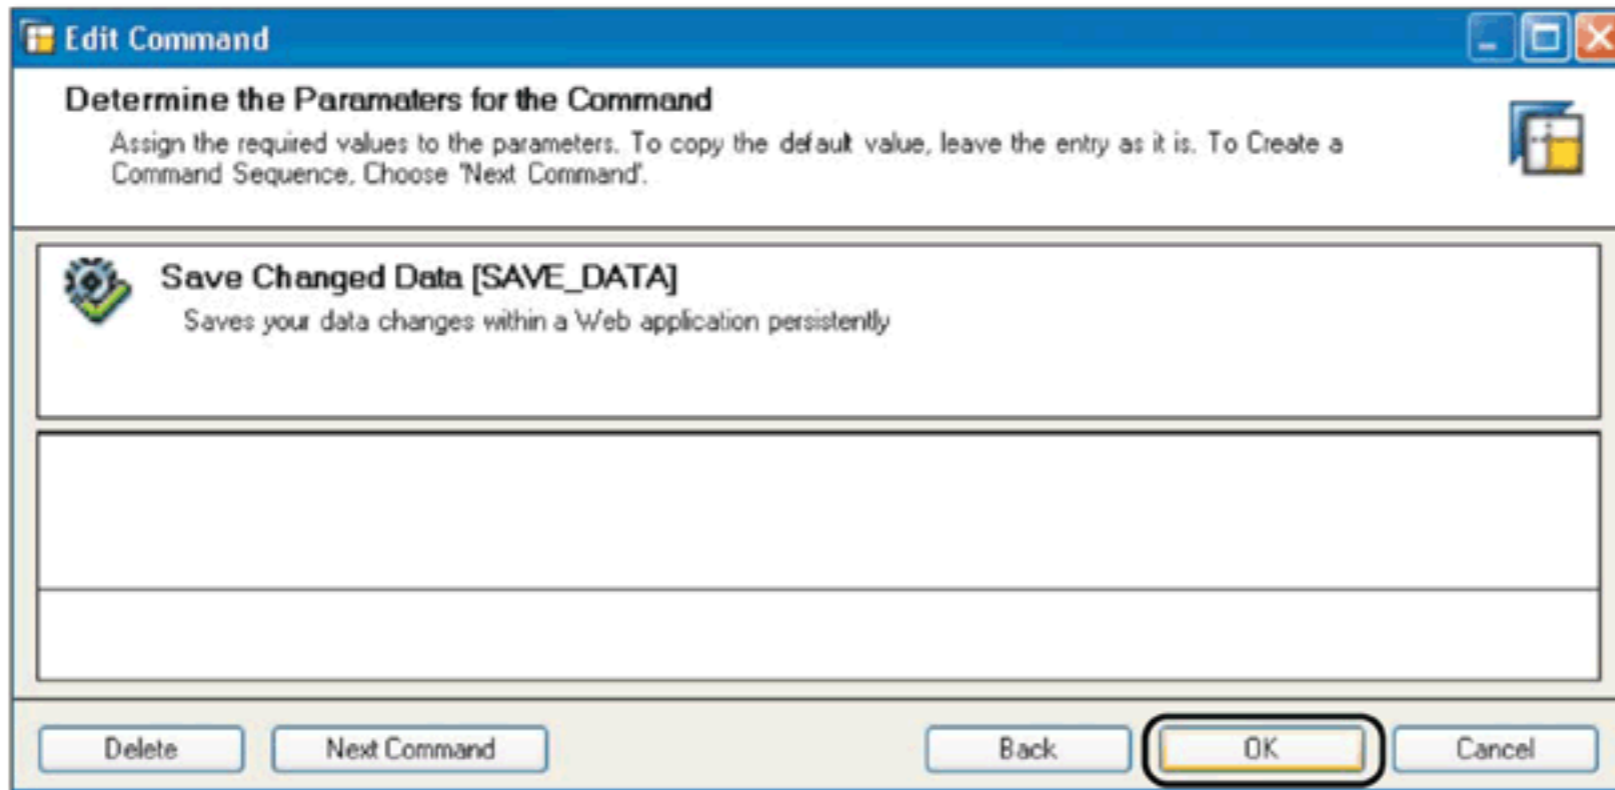 Edit Command
Determine the Paramaters for the Command
Assign the required values to the parameters. To copy the default value, leave the entry as it is. To Create a
Command Sequence, Choose 'Next Command'.
Save Changed Data [SAVE_DATA]
Saves your data changes within a Web application persistently
Delete
Next Command
Back
OK
Cancel